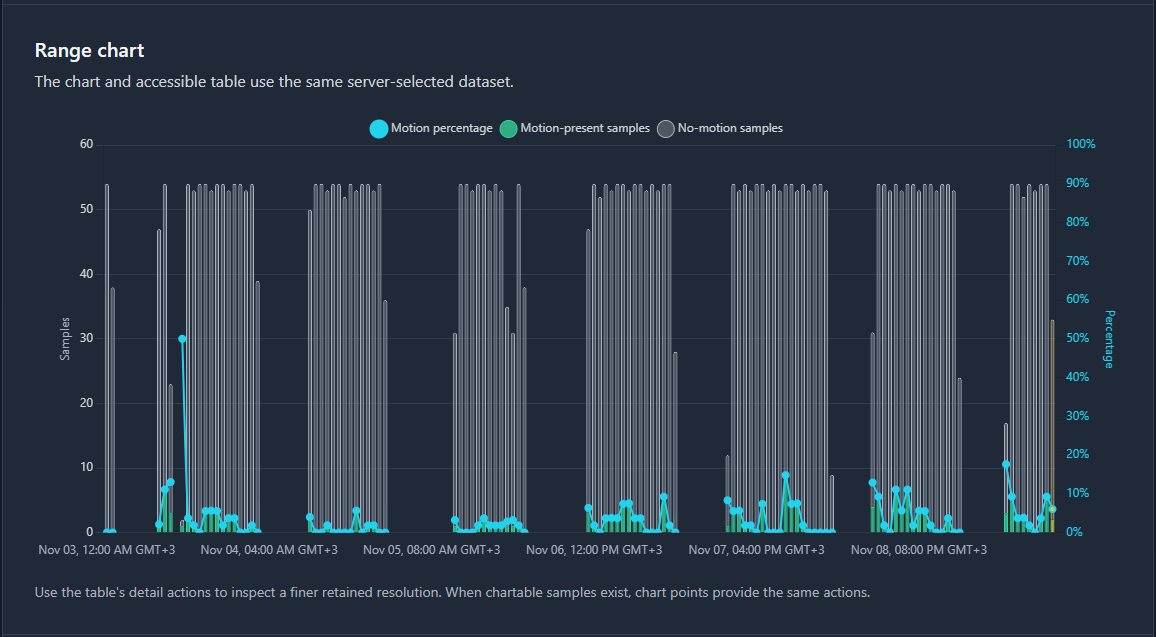 Range chart
The chart and accessible table use the same server-selected dataset.
Motion percentage Motion-present samples No-motion samples
60 100%
90%
50
80%
70%
40
60%
30 50%
40%
20
30%
20%
10
10%
0 0%
Samples
Percentage
Nov 03, 12:00 AM GMT+3 Nov 04, 04:00 AM GMT+3 Nov 05, 08:00 AM GMT+3 Nov 06, 12:00 PM GMT+3 Nov 07, 04:00 PM GMT+3 Nov 08, 08:00 PM GMT+3
Use the table's detail actions to inspect a finer retained resolution. When chartable samples exist, chart points provide the same actions.